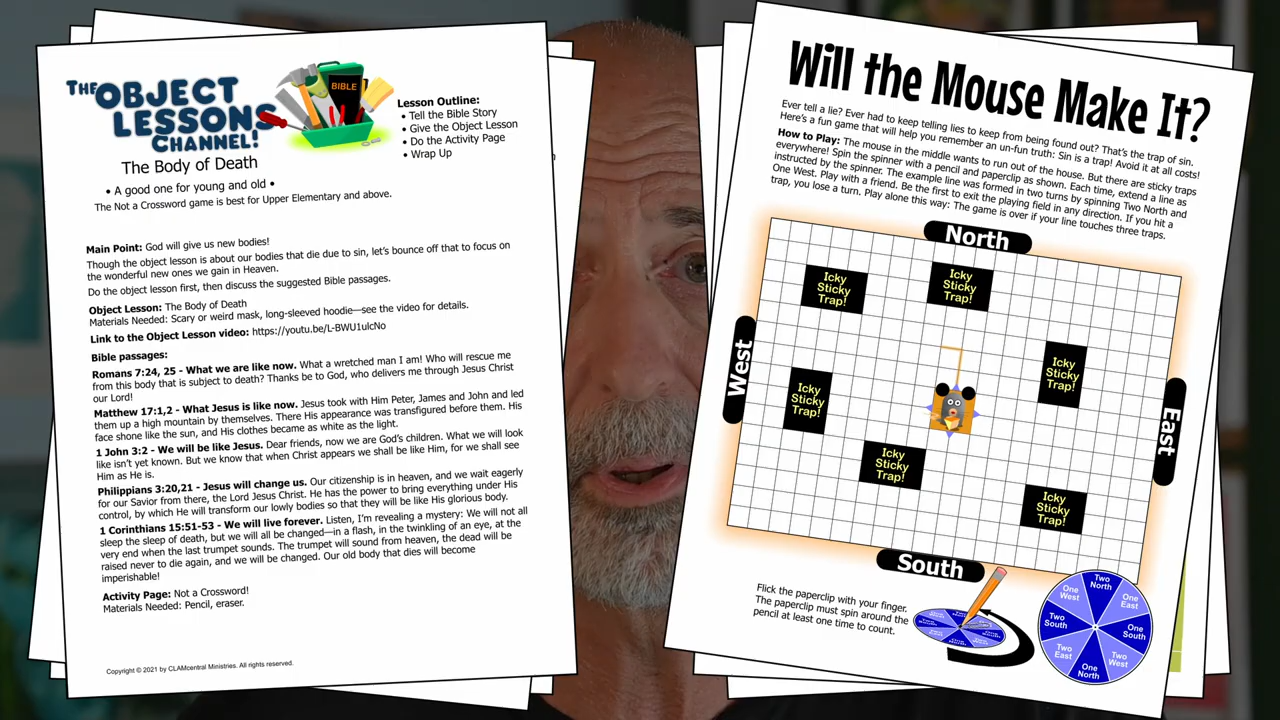 THE OBJECT
LESSONS
CHANNEL!
BIBLE
Lesson Outline:
• Tell the Bible Story
• Give the Object Lesson
• Do the Activity Page
• Wrap Up
The Body of Death
• A good one for young and old •
The Not a Crossword game is best for Upper Elementary and above.
Main Point: God will give us new bodies!
Though the object lesson is about our bodies that die due to sin, let's bounce off that to focus on
the wonderful new ones we gain in Heaven.
Do the object lesson first, then discuss the suggested Bible passages.
Object Lesson: The Body of Death
Materials Needed: Scary or weird mask, long-sleeved hoodie—see the video for details.
Link to the Object Lesson video: https://youtu.be/L-BWU1ulcNo
Bible passages:
Romans 7:24, 25 - What we are like now. What a wretched man I am! Who will rescue me
from this body that is subject to death? Thanks be to God, who delivers me through Jesus Christ
our Lord!
Matthew 17:1,2 - What Jesus is like now. Jesus took with Him Peter, James and John and led
them up a high mountain by themselves. There His appearance was transfigured before them. His
face shone like the sun, and His clothes became as white as the light.
1 John 3:2 - We will be like Jesus. Dear friends, now we are God's children. What we will look
like isn't yet known. But we know that when Christ appears we shall be like Him, for we shall see
Him as He is.
Philippians 3:20,21 - Jesus will change us. Our citizenship is in heaven, and we wait eagerly
for our Savior from there, the Lord Jesus Christ. He has the power to bring everything under His
control, by which He will transform our lowly bodies so that they will be like His glorious body.
1 Corinthians 15:51-53 - We will live forever. Listen, I'm revealing a mystery: We will not all
sleep the sleep of death, but we will all be changed—in a flash, in the twinkling of an eye, at the
very end when the last trumpet sounds. The trumpet will sound from heaven, the dead will be
raised never to die again, and we will be changed. Our old body that dies will become
imperishable!
Activity Page: Not a Crossword!
Materials Needed: Pencil, eraser.
Copyright © 2021 by CLAMcentral Ministries. All rights reserved.
Will the Mouse Make It?
Ever tell a lie? Ever had to keep telling lies to keep from being found out? That's the trap of sin.
Here's a fun game that will help you remember an un-fun truth: Sin is a trap! Avoid it at all costs!
How to Play: The mouse in the middle wants to run out of the house. But there are sticky traps
everywhere! Spin the spinner with a pencil and paperclip as shown. Each time, extend a line as
instructed by the spinner. The example line was formed in two turns by spinning Two North and
One West. Play with a friend. Be the first to exit the playing field in any direction. If you hit a
trap, you lose a turn. Play alone this way: The game is over if your line touches three traps.
North
Icky
Sticky
Trap!
Icky
Sticky
Trap!
West
Icky
Sticky
Trap!
Icky
Sticky
Trap!
East
Icky
Sticky
Trap!
Icky
Sticky
Trap!
South
Flick the paperclip with your finger.
The paperclip must spin around the
pencil at least one time to count.
Two
North
One
East
One
South
Two
West
One
North
Two
East
Two
South
One
West